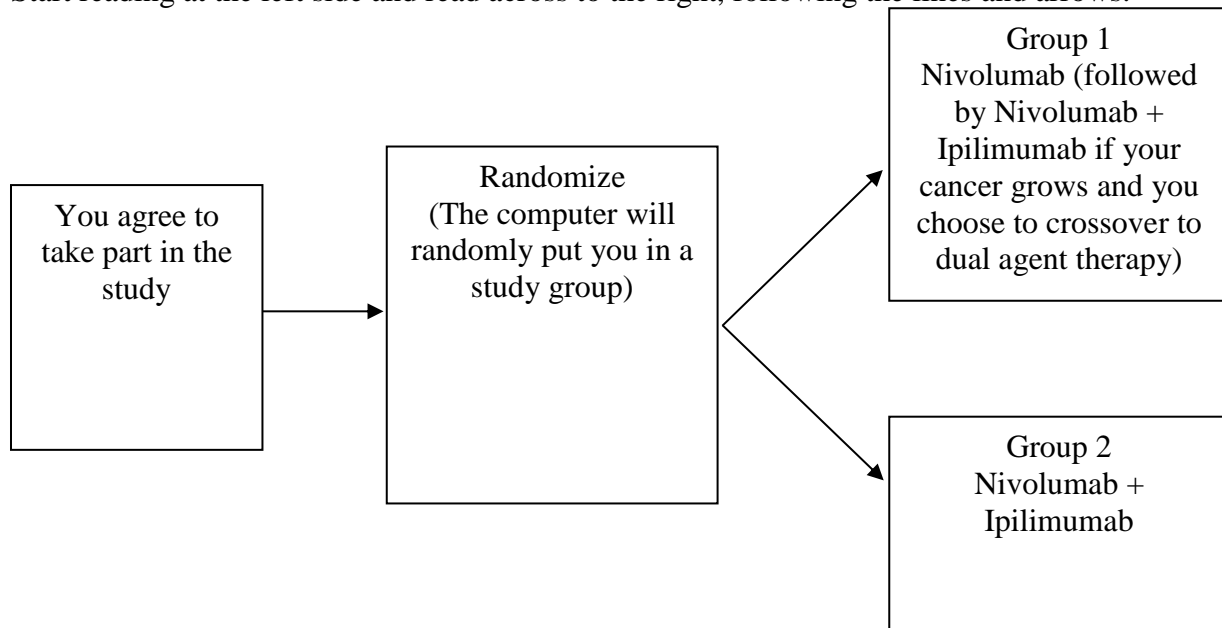 Start reading at the left side and read across to the right, following the lines and arrows.
You agree to
take part in the
study
Randomize
(The computer will
randomly put you in a
study group)
Group 1
Nivolumab (followed
by Nivolumab +
Ipilimumab if your
cancer grows and you
choose to crossover to
dual agent therapy)
Group 2
Nivolumab +
Ipilimumab